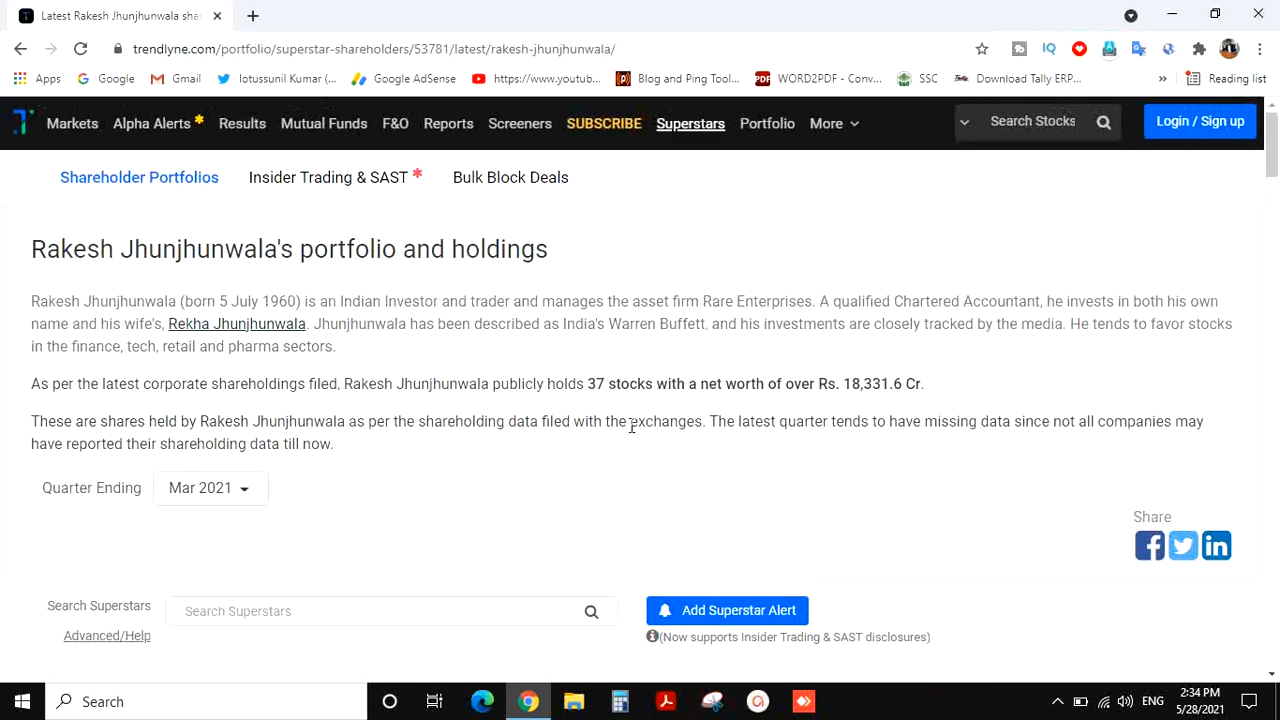 Latest Rakesh Jhunjhunwala sha
trendlyne.com/portfolio/superstar-shareholders/53781/latest/rakesh-jhunjhunwala/
Apps Google Gmail lotussunil Kumar (... Google AdSense https://www.youtub... Blog and Ping Tool... WORD2PDF - Conv... SSC Download Tally ERP... » Reading list
Markets Alpha Alerts Results Mutual Funds F&O Reports Screeners SUBSCRIBE Superstars Portfolio More Search Stocks Login / Sign up
Shareholder Portfolios Insider Trading & SAST * Bulk Block Deals
Rakesh Jhunjhunwala's portfolio and holdings
Rakesh Jhunjhunwala (born 5 July 1960) is an Indian Investor and trader and manages the asset firm Rare Enterprises. A qualified Chartered Accountant, he invests in both his own
name and his wife's, Rekha Jhunjhunwala. Jhunjhunwala has been described as India's Warren Buffett, and his investments are closely tracked by the media. He tends to favor stocks
in the finance, tech, retail and pharma sectors.
As per the latest corporate shareholdings filed, Rakesh Jhunjhunwala publicly holds 37 stocks with a net worth of over Rs. 18,331.6 Cr.
These are shares held by Rakesh Jhunjhunwala as per the shareholding data filed with the exchanges. The latest quarter tends to have missing data since not all companies may
have reported their shareholding data till now.
Quarter Ending Mar 2021
Share
Search Superstars Search Superstars Add Superstar Alert
Advanced/Help (Now supports Insider Trading & SAST disclosures)
Search ENG 2:34 PM
5/28/2021